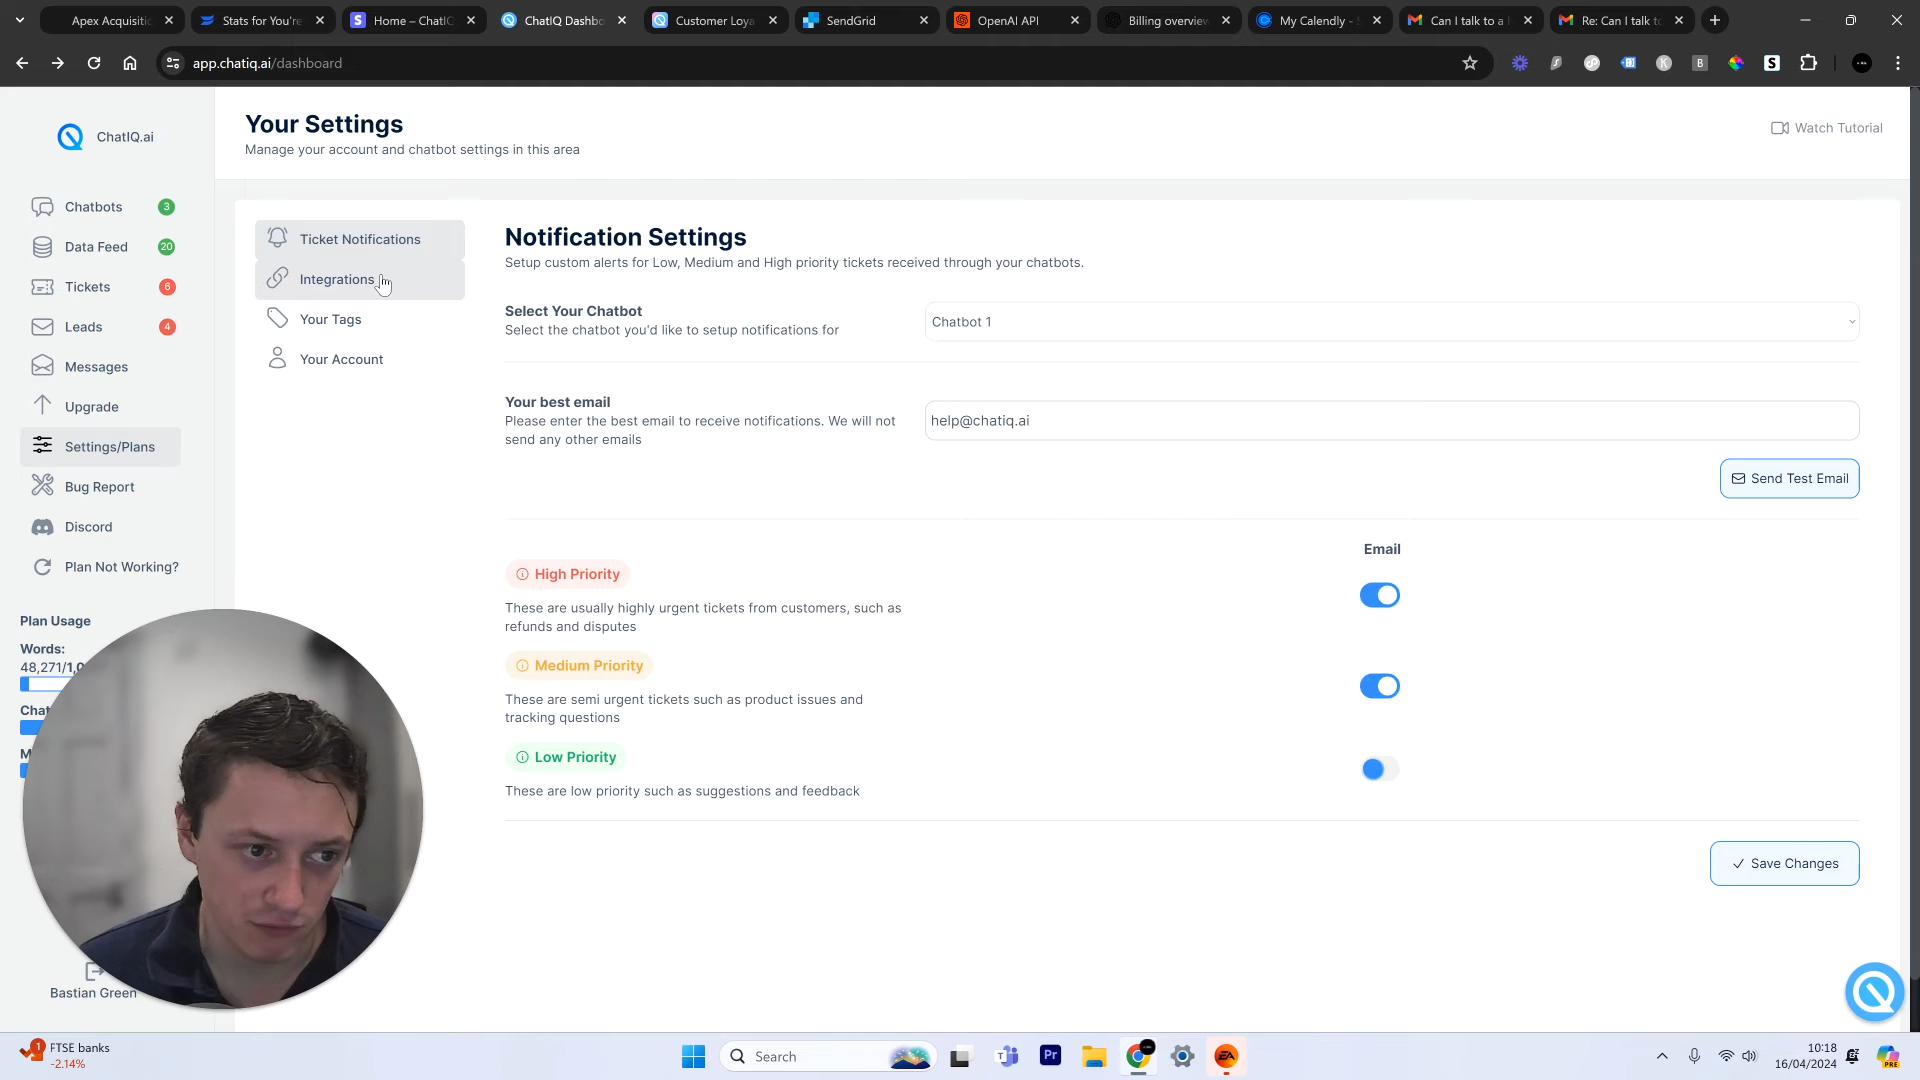 Apex Acquisiti
Stats for You're
Home – ChatIQ
ChatIQ Dashbo
Customer Loya
SendGrid
OpenAI API
Billing overview
My Calendly -
Can I talk to a
Re: Can I talk to
app.chatiq.ai/dashboard
ChatIQ.ai
Chatbots 3
Data Feed 20
Tickets 6
Leads 4
Messages
Upgrade
Settings/Plans
Bug Report
Discord
Plan Not Working?
Plan Usage
Words:
48,271/1,0
Chat
M
Bastian Green
Your Settings
Manage your account and chatbot settings in this area
Watch Tutorial
Ticket Notifications
Integrations
Your Tags
Your Account
Notification Settings
Setup custom alerts for Low, Medium and High priority tickets received through your chatbots.
Select Your Chatbot
Select the chatbot you'd like to setup notifications for
Chatbot 1
Your best email
Please enter the best email to receive notifications. We will not
send any other emails
help@chatiq.ai
Send Test Email
Email
High Priority
These are usually highly urgent tickets from customers, such as
refunds and disputes
Medium Priority
These are semi urgent tickets such as product issues and
tracking questions
Low Priority
These are low priority such as suggestions and feedback
Save Changes
1
FTSE banks
-2.14%
Search
Pr
EA
10:18
16/04/2024
PRE